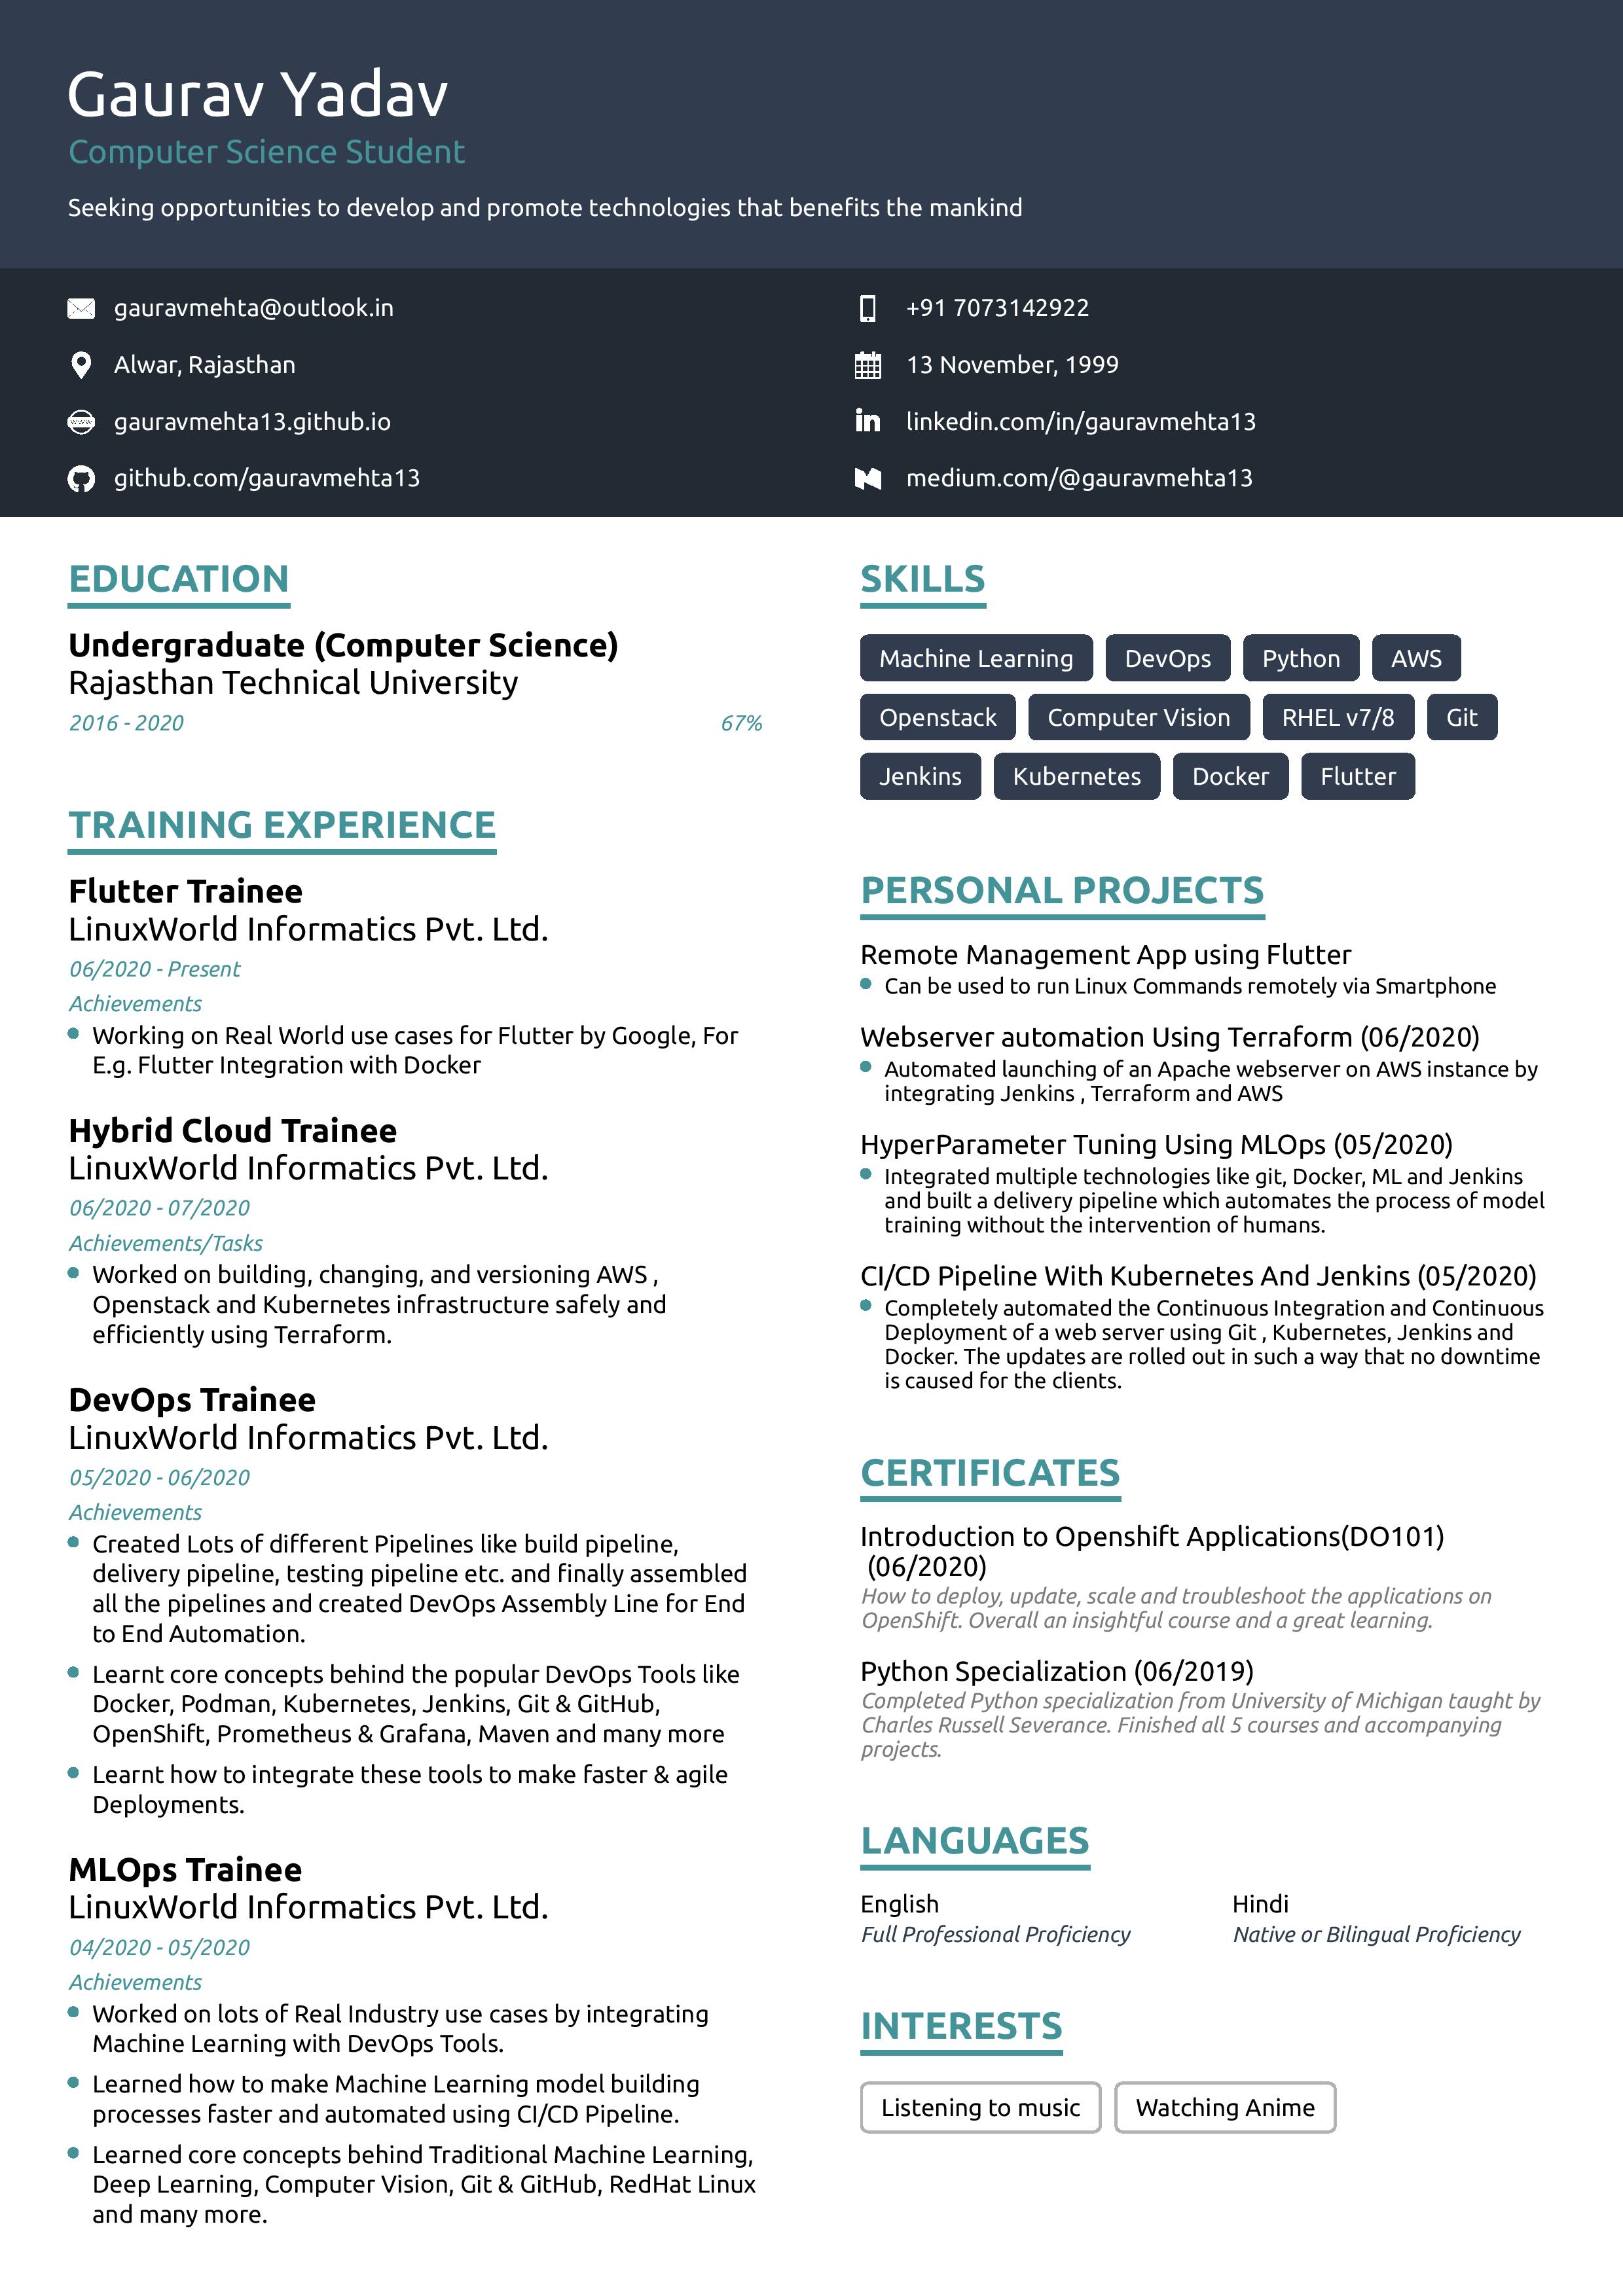 Gaurav Yadav
Computer Science Student
Seeking opportunities to develop and promote technologies that benefits the mankind
gauravmehta@outlook.in
+91 7073142922
Alwar, Rajasthan
13 November, 1999
gauravmehta13.github.io
linkedin.com/in/gauravmehta13
github.com/gauravmehta13
medium.com/@gauravmehta13
EDUCATION
Undergraduate (Computer Science)
Rajasthan Technical University
2016 - 2020 67%
TRAINING EXPERIENCE
Flutter Trainee
LinuxWorld Informatics Pvt. Ltd.
06/2020 - Present
Achievements
Working on Real World use cases for Flutter by Google, For
E.g. Flutter Integration with Docker
Hybrid Cloud Trainee
LinuxWorld Informatics Pvt. Ltd.
06/2020 - 07/2020
Achievements/Tasks
Worked on building, changing, and versioning AWS ,
Openstack and Kubernetes infrastructure safely and
efficiently using Terraform.
DevOps Trainee
LinuxWorld Informatics Pvt. Ltd.
05/2020 - 06/2020
Achievements
Created Lots of different Pipelines like build pipeline,
delivery pipeline, testing pipeline etc. and finally assembled
all the pipelines and created DevOps Assembly Line for End
to End Automation.
Learnt core concepts behind the popular DevOps Tools like
Docker, Podman, Kubernetes, Jenkins, Git & GitHub,
OpenShift, Prometheus & Grafana, Maven and many more
Learnt how to integrate these tools to make faster & agile
Deployments.
MLOps Trainee
LinuxWorld Informatics Pvt. Ltd.
04/2020 - 05/2020
Achievements
Worked on lots of Real Industry use cases by integrating
Machine Learning with DevOps Tools.
Learned how to make Machine Learning model building
processes faster and automated using CI/CD Pipeline.
Learned core concepts behind Traditional Machine Learning,
Deep Learning, Computer Vision, Git & GitHub, RedHat Linux
and many more.
SKILLS
Machine Learning DevOps Python AWS
Openstack Computer Vision RHEL v7/8 Git
Jenkins Kubernetes Docker Flutter
PERSONAL PROJECTS
Remote Management App using Flutter
Can be used to run Linux Commands remotely via Smartphone
Webserver automation Using Terraform (06/2020)
Automated launching of an Apache webserver on AWS instance by
integrating Jenkins , Terraform and AWS
HyperParameter Tuning Using MLOps (05/2020)
Integrated multiple technologies like git, Docker, ML and Jenkins
and built a delivery pipeline which automates the process of model
training without the intervention of humans.
CI/CD Pipeline With Kubernetes And Jenkins (05/2020)
Completely automated the Continuous Integration and Continuous
Deployment of a web server using Git , Kubernetes, Jenkins and
Docker. The updates are rolled out in such a way that no downtime
is caused for the clients.
CERTIFICATES
Introduction to Openshift Applications(DO101)
(06/2020)
How to deploy, update, scale and troubleshoot the applications on
OpenShift. Overall an insightful course and a great learning.
Python Specialization (06/2019)
Completed Python specialization from University of Michigan taught by
Charles Russell Severance. Finished all 5 courses and accompanying
projects.
LANGUAGES
English Hindi
Full Professional Proficiency Native or Bilingual Proficiency
INTERESTS
Listening to music Watching Anime